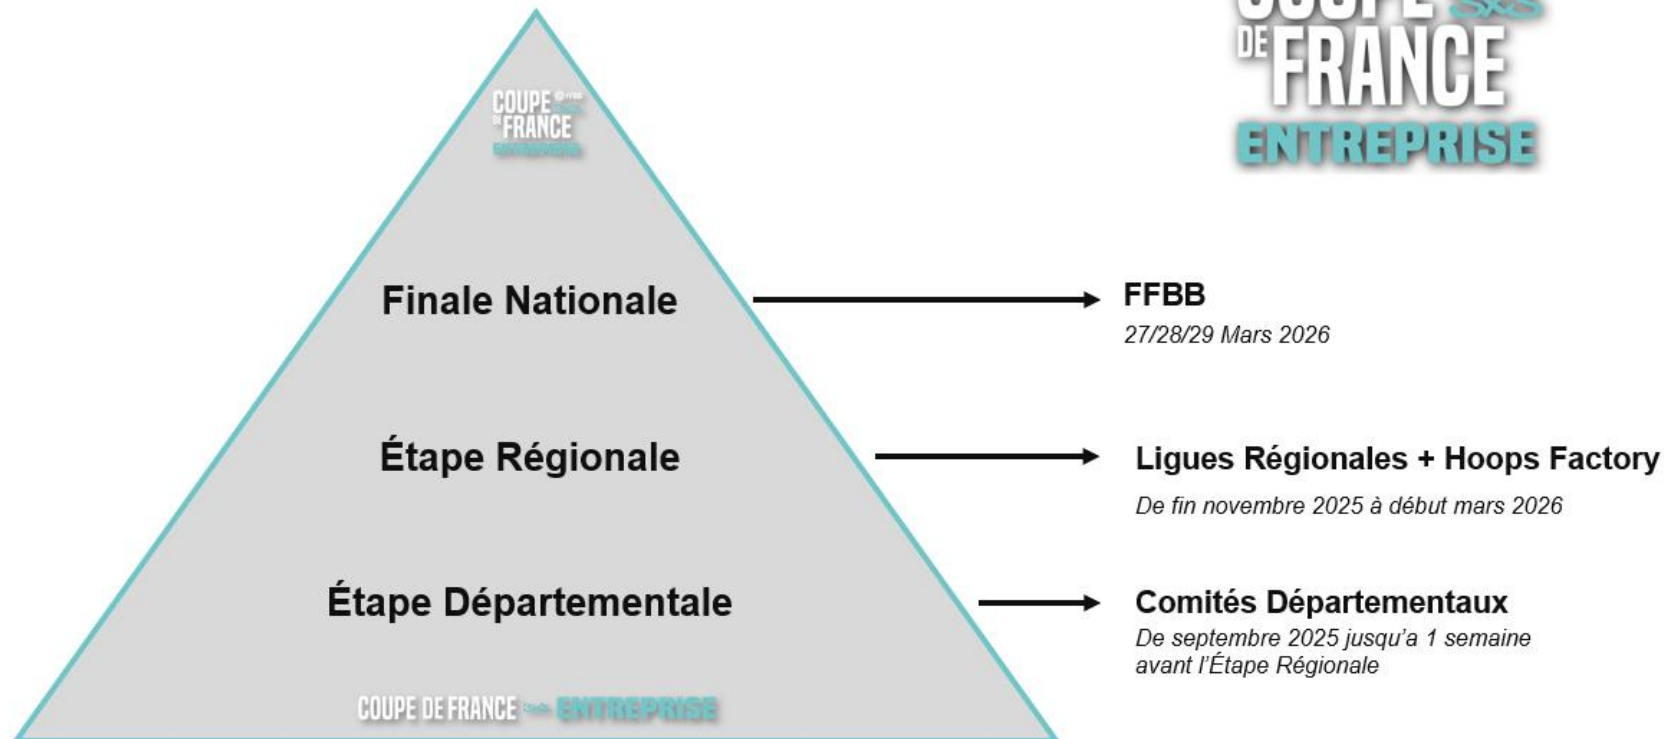 COUPE
DE FRANCE
ENTREPRISE
COUPE
DE FRANCE
Finale Nationale
FFBB
27/28/29 Mars 2026
Étape Régionale
Ligues Régionales + Hoops Factory
De fin novembre 2025 à début mars 2026
Étape Départementale
Comités Départementaux
De septembre 2025 jusqu’a 1 semaine
avant l’Étape Régionale
COUPE DE FRANCE ENTREPRISE